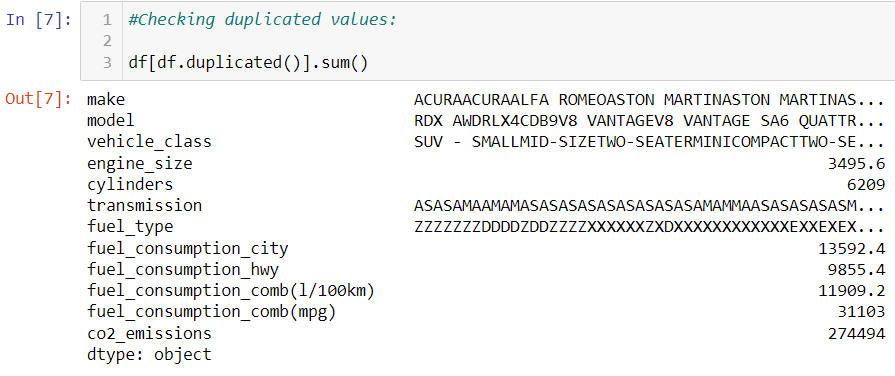 In [7]: 1 #Checking duplicated values:
2
3 df[df.duplicated()].sum()
Out[7]: make ACURAACURAALFA ROMEOASTON MARTINASTON MARTINAS...
model RDX AWDRLX4CDB9V8 VANTAGEV8 VANTAGE SA6 QUATTR...
vehicle_class SUV - SMALLMID-SIZETWO-SEATERMINICOMPACTTWO-SE...
engine_size 3495.6
cylinders 6209
transmission ASASAMAAMAMASASASASASASASASASAMAMMAASASASASASM...
fuel_type ZZZZZZZDDDDZDDZZZZXXXXXXZXDXXXXXXXXXXXXEXXEXEX...
fuel_consumption_city 13592.4
fuel_consumption_hwy 9855.4
fuel_consumption_comb(l/100km) 11909.2
fuel_consumption_comb(mpg) 31103
co2_emissions 274494
dtype: object